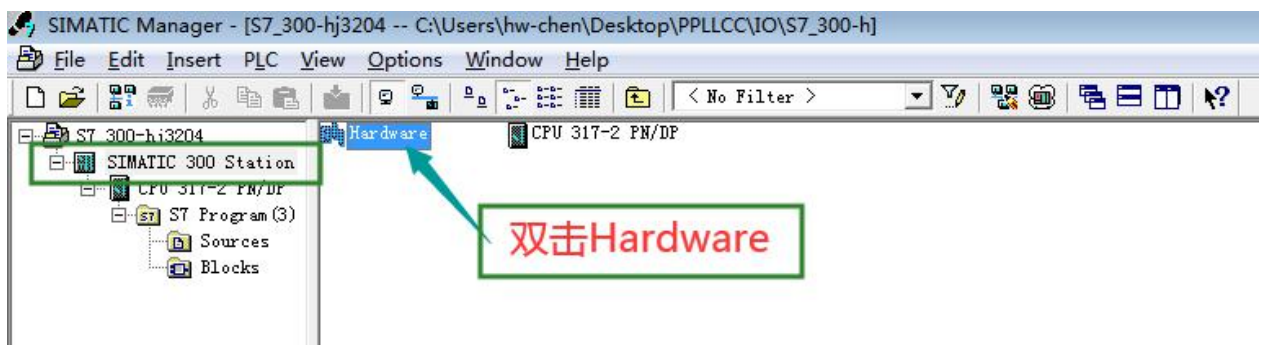 SIMATIC Manager - [S7_300-hj3204 -- C:\Users\hw-chen\Desktop\PPLLCC\IO\S7_300-h]
File Edit Insert PLC View Options Window Help
< No Filter >
S7_300-hj3204
SIMATIC 300 Station
CPU 317-2 PN/DP
S7 Program(3)
Sources
Blocks
Hardware
CPU 317-2 PN/DP
双击Hardware